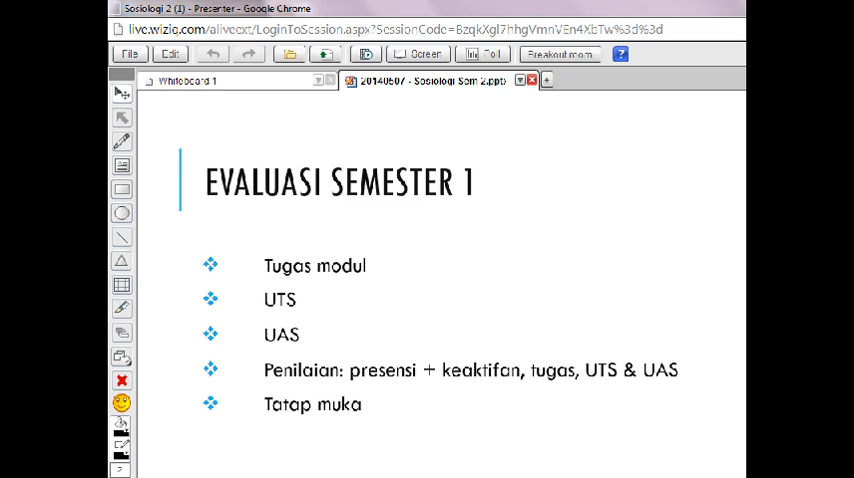 Sosiologi 2 (1) - Presenter - Google Chrome
live.wiziq.com/aliveext/LoginToSession.aspx?SessionCode=BzqkXgl7hhgVmnVEn4XbTw%3d%3d
File Edit Screen Poll Breakout room ?
Whiteboard 1 20140507 - Sosiologi Sem 2.pptx
EVALUASI SEMESTER 1
Tugas modul
UTS
UAS
Penilaian: presensi + keaktifan, tugas, UTS & UAS
Tatap muka
2